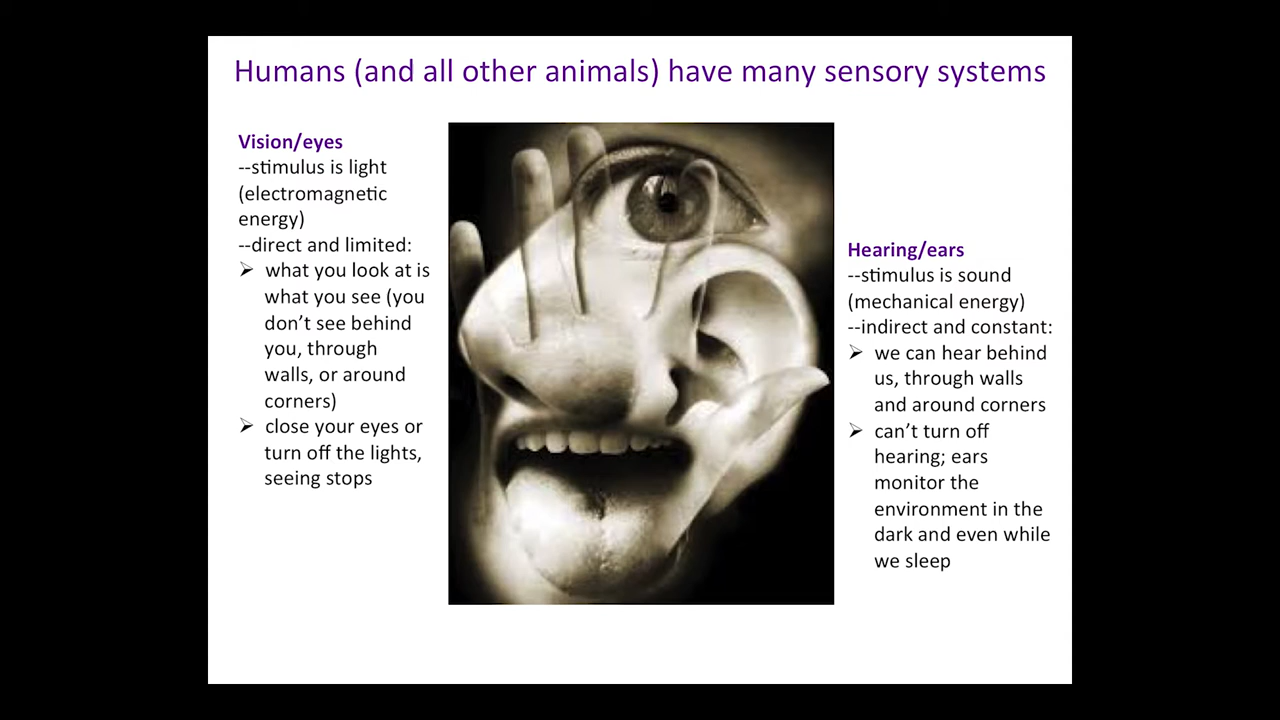 Humans (and all other animals) have many sensory systems
Vision/eyes
--stimulus is light
(electromagnetic
energy)
--direct and limited:
➢ what you look at is
what you see (you
don’t see behind
you, through
walls, or around
corners)
➢ close your eyes or
turn off the lights,
seeing stops
Hearing/ears
--stimulus is sound
(mechanical energy)
--indirect and constant:
➢ we can hear behind
us, through walls
and around corners
➢ can’t turn off
hearing; ears
monitor the
environment in the
dark and even while
we sleep